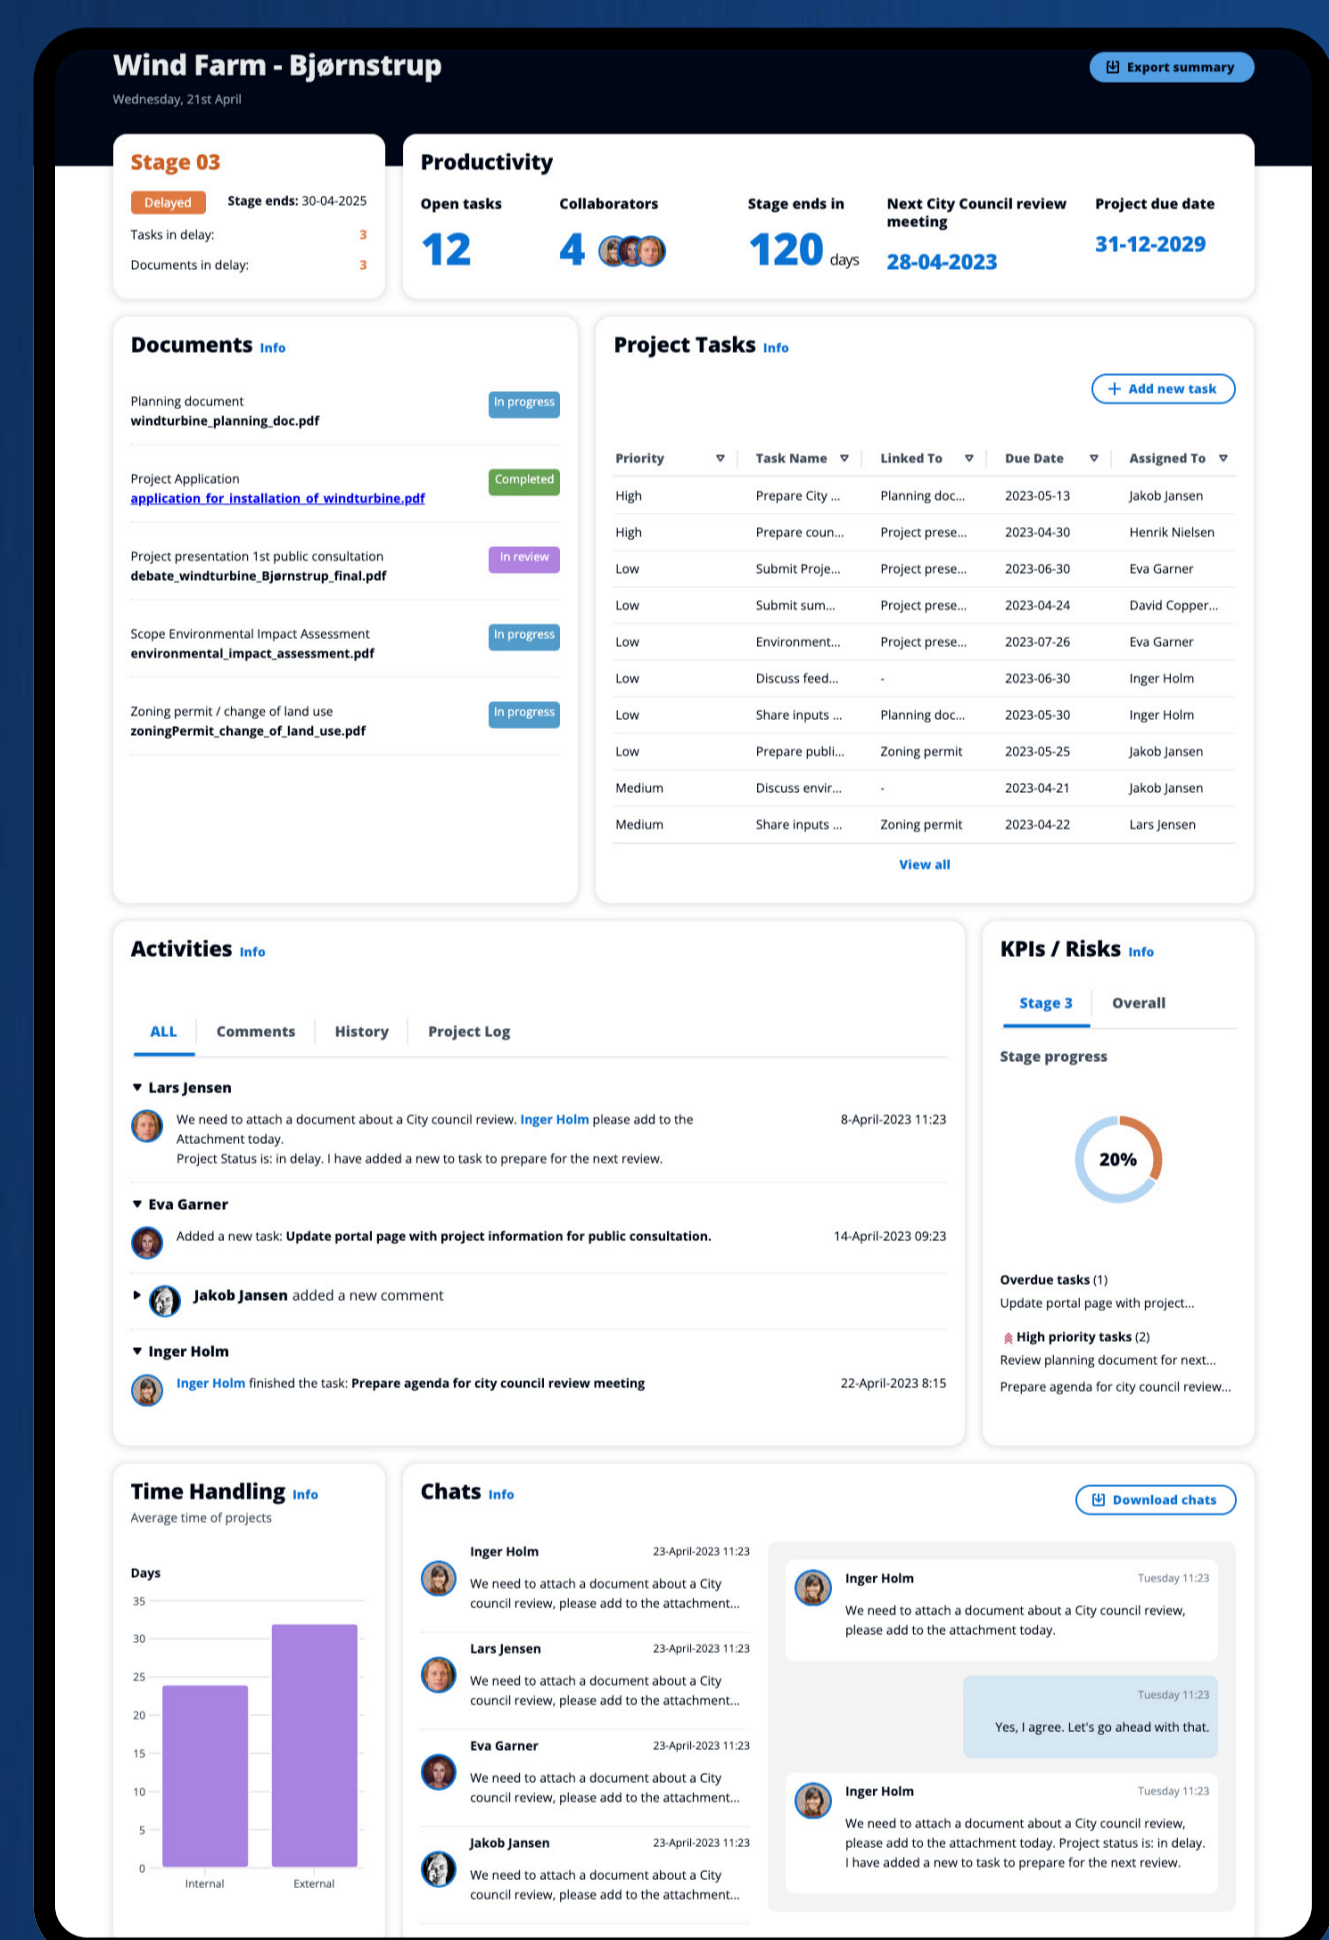 Wind Farm - Bjørnstrup
Export summary
Wednesday, 21st April
Stage 03
Delayed
Stage ends: 30-04-2025
Tasks in delay: 3
Documents in delay: 3
Productivity
Open tasks
12
Collaborators
4
Stage ends in
120 days
Next City Council review
meeting
28-04-2023
Project due date
31-12-2029
Documents Info
Planning document
windturbine_planning_doc.pdf
In progress
Project Application
application_for_installation_of_windturbine.pdf
Completed
Project presentation 1st public consultation
debate_windturbine_Bjørnstrup_final.pdf
In review
Scope Environmental Impact Assessment
environmental_impact_assessment.pdf
In progress
Zoning permit / change of land use
zoningPermit_change_of_land_use.pdf
In progress
Project Tasks Info
+ Add new task
Priority Task Name Linked To Due Date Assigned To
High Prepare City ... Planning doc... 2023-05-13 Jakob Jansen
High Prepare coun... Project prese... 2023-04-30 Henrik Nielsen
Low Submit Proje... Project prese... 2023-06-30 Eva Garner
Low Submit sum... Project prese... 2023-04-24 David Copper...
Low Environment... Project prese... 2023-07-26 Eva Garner
Low Discuss feed... - 2023-06-30 Inger Holm
Low Share inputs ... Planning doc... 2023-05-30 Inger Holm
Low Prepare publi... Zoning permit 2023-05-25 Jakob Jansen
Medium Discuss envir... - 2023-04-21 Jakob Jansen
Medium Share inputs ... Zoning permit 2023-04-22 Lars Jensen
View all
Activities Info
ALL Comments History Project Log
Lars Jensen
We need to attach a document about a City council review. Inger Holm please add to the
8-April-2023 11:23
Attachment today.
Project Status is: in delay. I have added a new to task to prepare for the next review.
Eva Garner
Added a new task: Update portal page with project information for public consultation.
14-April-2023 09:23
Jakob Jansen added a new comment
Inger Holm
Inger Holm finished the task: Prepare agenda for city council review meeting
22-April-2023 8:15
KPIs / Risks Info
Stage 3 Overall
Stage progress
20%
Overdue tasks (1)
Update portal page with project...
High priority tasks (2)
Review planning document for next...
Prepare agenda for city council review...
Time Handling Info
Average time of projects
Days
35
30
25
20
15
10
5
0
Internal External
Chats Info
Download chats
Inger Holm 23-April-2023 11:23
We need to attach a document about a City
council review, please add to the attachment...
Lars Jensen 23-April-2023 11:23
We need to attach a document about a City
council review, please add to the attachment...
Eva Garner 23-April-2023 11:23
We need to attach a document about a City
council review, please add to the attachment...
Jakob Jansen 23-April-2023 11:23
We need to attach a document about a City
council review, please add to the attachment...
Inger Holm Tuesday 11:23
We need to attach a document about a City council review,
please add to the attachment today.
Tuesday 11:23
Yes, I agree. Let's go ahead with that.
Inger Holm Tuesday 11:23
We need to attach a document about a City council review,
please add to the attachment today. Project status is: in delay.
I have added a new to task to prepare for the next review.